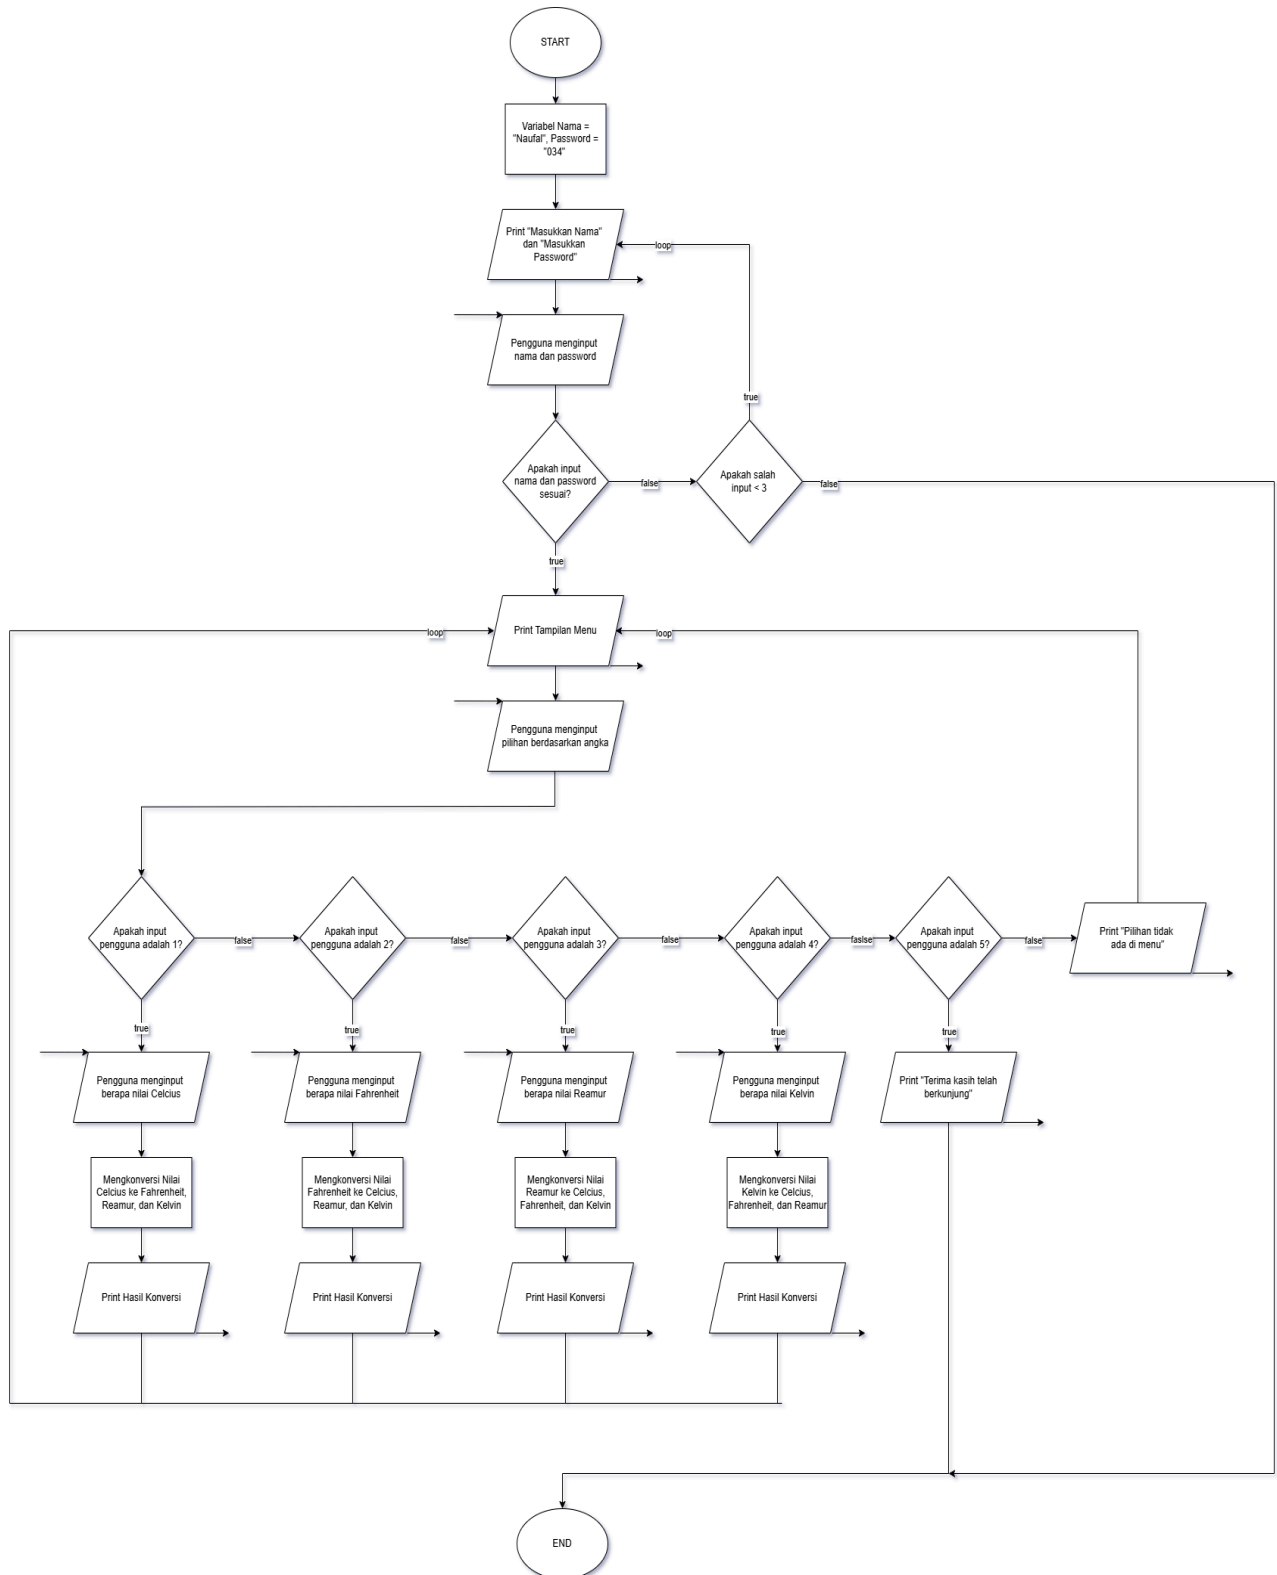 START
Variabel Nama =
"Naufal", Password =
"034"
Print "Masukkan Nama"
dan "Masukkan
Password"
loop
Pengguna menginput
nama dan password
true
Apakah input
nama dan password
sesuai?
false
Apakah salah
input < 3
false
true
loop
Print Tampilan Menu
loop
Pengguna menginput
pilihan berdasarkan angka
Apakah input
pengguna adalah 1?
false
Apakah input
pengguna adalah 2?
false
Apakah input
pengguna adalah 3?
false
Apakah input
pengguna adalah 4?
faslse
Apakah input
pengguna adalah 5?
false
Print "Pilihan tidak
ada di menu"
true
true
true
true
true
Pengguna menginput
berapa nilai Celcius
Pengguna menginput
berapa nilai Fahrenheit
Pengguna menginput
berapa nilai Reamur
Pengguna menginput
berapa nilai Kelvin
Print "Terima kasih telah
berkunjung"
Mengkonversi Nilai
Celcius ke Fahrenheit,
Reamur, dan Kelvin
Mengkonversi Nilai
Fahrenheit ke Celcius,
Reamur, dan Kelvin
Mengkonversi Nilai
Reamur ke Celcius,
Fahrenheit, dan Kelvin
Mengkonversi Nilai
Kelvin ke Celcius,
Fahrenheit, dan Reamur
Print Hasil Konversi
Print Hasil Konversi
Print Hasil Konversi
Print Hasil Konversi
END